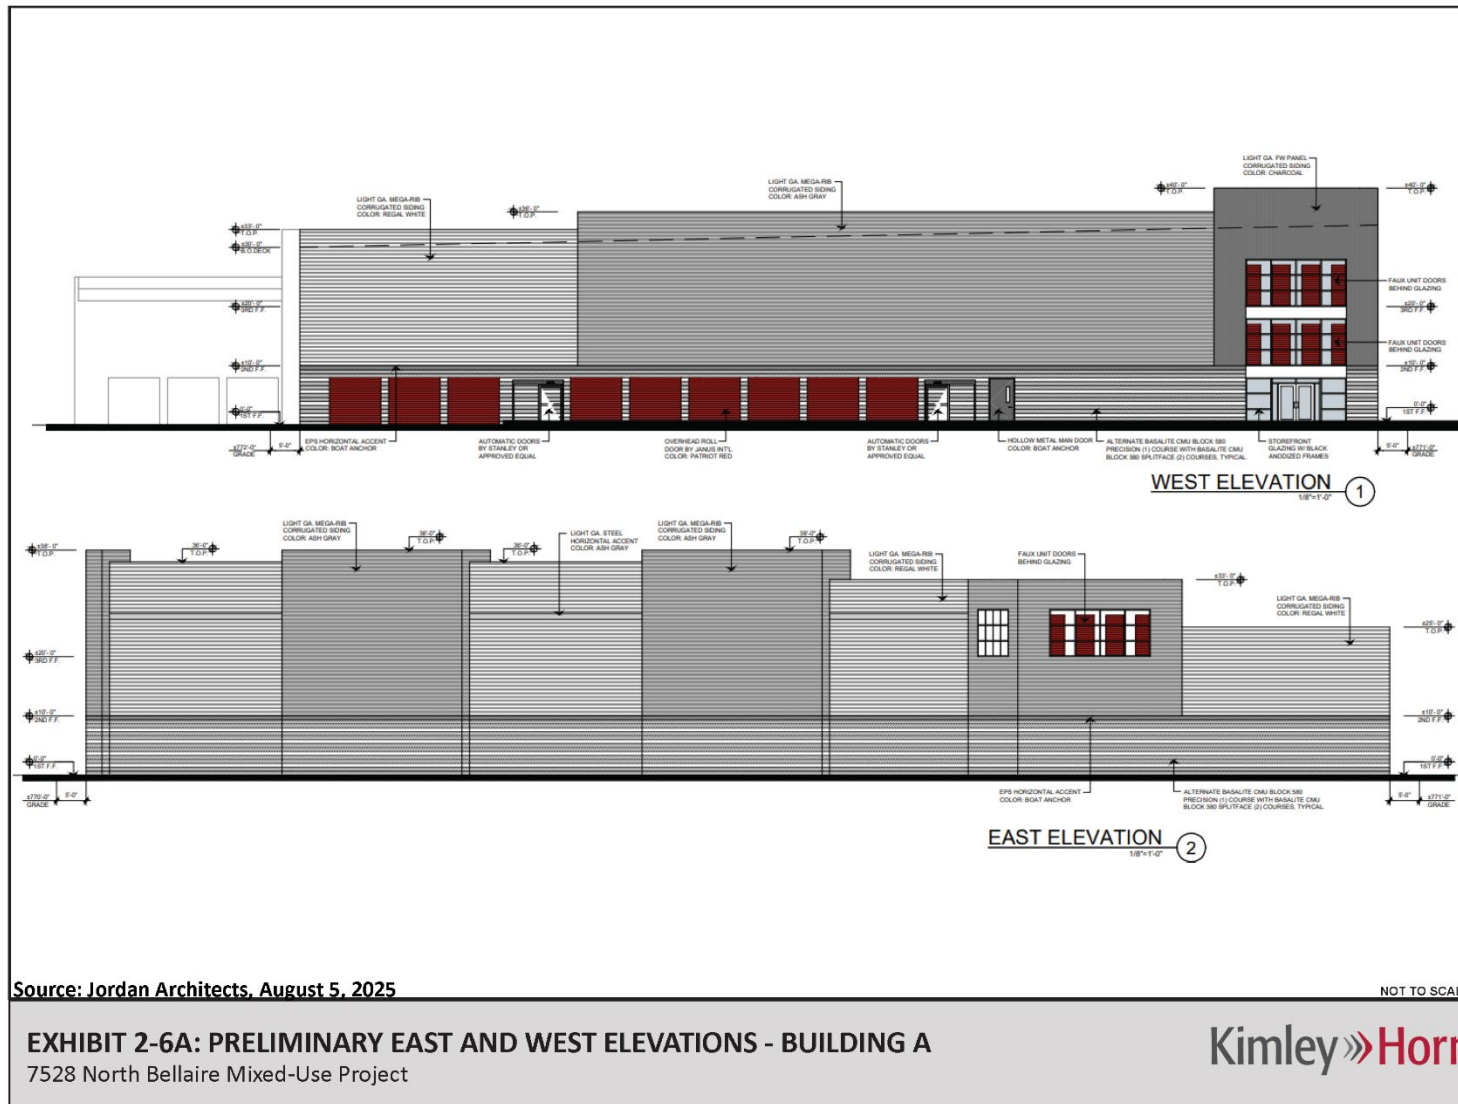 LIGHT GA. FW PANEL
CORRUGATED SIDING
COLOR: CHARCOAL
LIGHT GA. MEGA-RIB
CORRUGATED SIDING
COLOR: ASH GRAY
±40'- 0"
T.O.P.
±40'- 0"
T.O.P.
LIGHT GA. MEGA-RIB
CORRUGATED SIDING
COLOR: REGAL WHITE
±36'- 0"
T.O.P.
±33'- 0"
T.O.P.
±30'- 0"
B.O.DECK
FAUX UNIT DOORS
BEHIND GLAZING
±20'- 0"
3RD F.F.
±20'- 0"
3RD F.F.
FAUX UNIT DOORS
BEHIND GLAZING
±10'- 0"
2ND F.F.
±10'- 0"
2ND F.F.
0'-0"
1ST F.F.
0'-0"
1ST F.F.
±772'-0"
GRADE
5'-0"
EPS HORIZONTAL ACCENT
COLOR: BOAT ANCHOR
AUTOMATIC DOORS
BY STANLEY OR
APPROVED EQUAL
OVERHEAD ROLL
DOOR BY JANUS INT'L
COLOR: PATRIOT RED
AUTOMATIC DOORS
BY STANLEY OR
APPROVED EQUAL
HOLLOW METAL MAN DOOR
COLOR: BOAT ANCHOR
ALTERNATE BASALITE CMU BLOCK 580
PRECISION (1) COURSE WITH BASALITE CMU
BLOCK 380 SPLITFACE (2) COURSES, TYPICAL
STOREFRONT
GLAZING W/ BLACK
ANODIZED FRAMES
5'-0"
±771'-0"
GRADE
WEST ELEVATION
1/8"=1'-0"
1
LIGHT GA. MEGA-RIB
CORRUGATED SIDING
COLOR: ASH GRAY
LIGHT GA. STEEL
HORIZONTAL ACCENT
COLOR: ASH GRAY
LIGHT GA. MEGA-RIB
CORRUGATED SIDING
COLOR: ASH GRAY
±38'- 0"
T.O.P.
36'-0"
T.O.P.
38'-0"
T.O.P.
36'-0"
T.O.P.
38'-0"
T.O.P.
LIGHT GA. MEGA-RIB
CORRUGATED SIDING
COLOR: REGAL WHITE
FAUX UNIT DOORS
BEHIND GLAZING
±33'- 0"
T.O.P.
LIGHT GA. MEGA-RIB
CORRUGATED SIDING
COLOR: REGAL WHITE
±25'- 0"
T.O.P.
±20'- 0"
3RD F.F.
±10'- 0"
2ND F.F.
±10'- 0"
2ND F.F.
0'-0"
1ST F.F.
0'-0"
1ST F.F.
±770'-0"
GRADE
5'-0"
EPS HORIZONTAL ACCENT
COLOR: BOAT ANCHOR
ALTERNATE BASALITE CMU BLOCK 580
PRECISION (1) COURSE WITH BASALITE CMU
BLOCK 380 SPLITFACE (2) COURSES, TYPICAL
5'-0"
±771'-0"
GRADE
EAST ELEVATION
1/8"=1'-0"
2
Source: Jordan Architects, August 5, 2025
NOT TO SCAL
EXHIBIT 2-6A: PRELIMINARY EAST AND WEST ELEVATIONS - BUILDING A
7528 North Bellaire Mixed-Use Project
Kimley»Horn